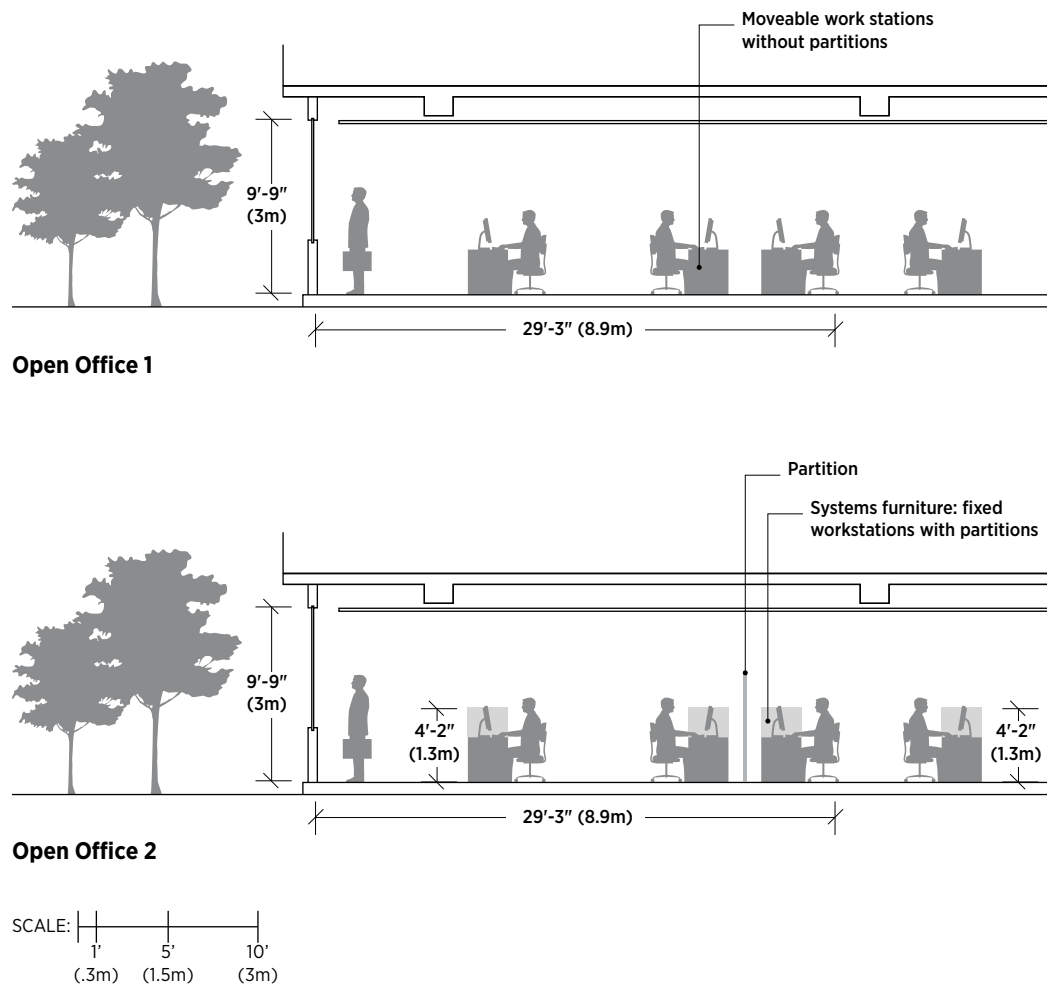 Moveable work stations
without partitions
9'-9"
(3m)
29'-3" (8.9m)
Open Office 1
Partition
Systems furniture: fixed
workstations with partitions
9'-9"
(3m)
4'-2"
(1.3m)
4'-2"
(1.3m)
29'-3" (8.9m)
Open Office 2
SCALE:
1' 5' 10'
(.3m) (1.5m) (3m)